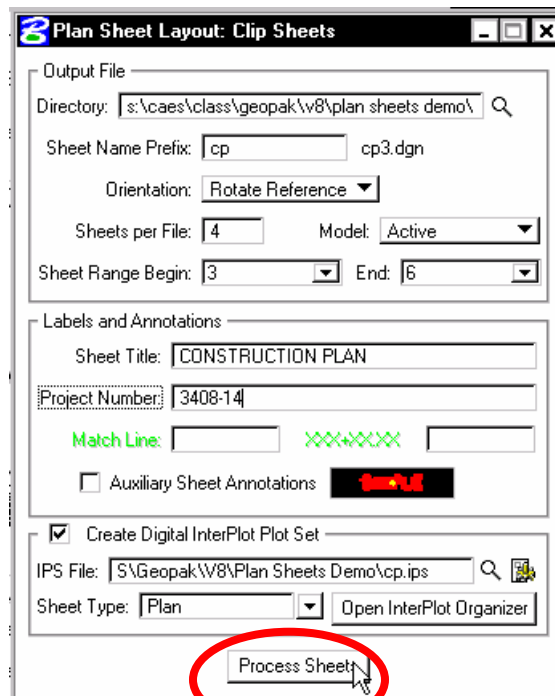 Plan Sheet Layout: Clip Sheets
Output File
Directory: s:\caes\class\geopak\v8\plan sheets demo\
Sheet Name Prefix: cp cp3.dgn
Orientation: Rotate Reference
Sheets per File: 4 Model: Active
Sheet Range Begin: 3 End: 6
Labels and Annotations
Sheet Title: CONSTRUCTION PLAN
Project Number: 3408-14
Match Line: XXX+XX.XX
Auxiliary Sheet Annotations
Create Digital InterPlot Plot Set
IPS File: S\Geopak\V8\Plan Sheets Demo\cp.ips
Sheet Type: Plan Open InterPlot Organizer
Process Sheets